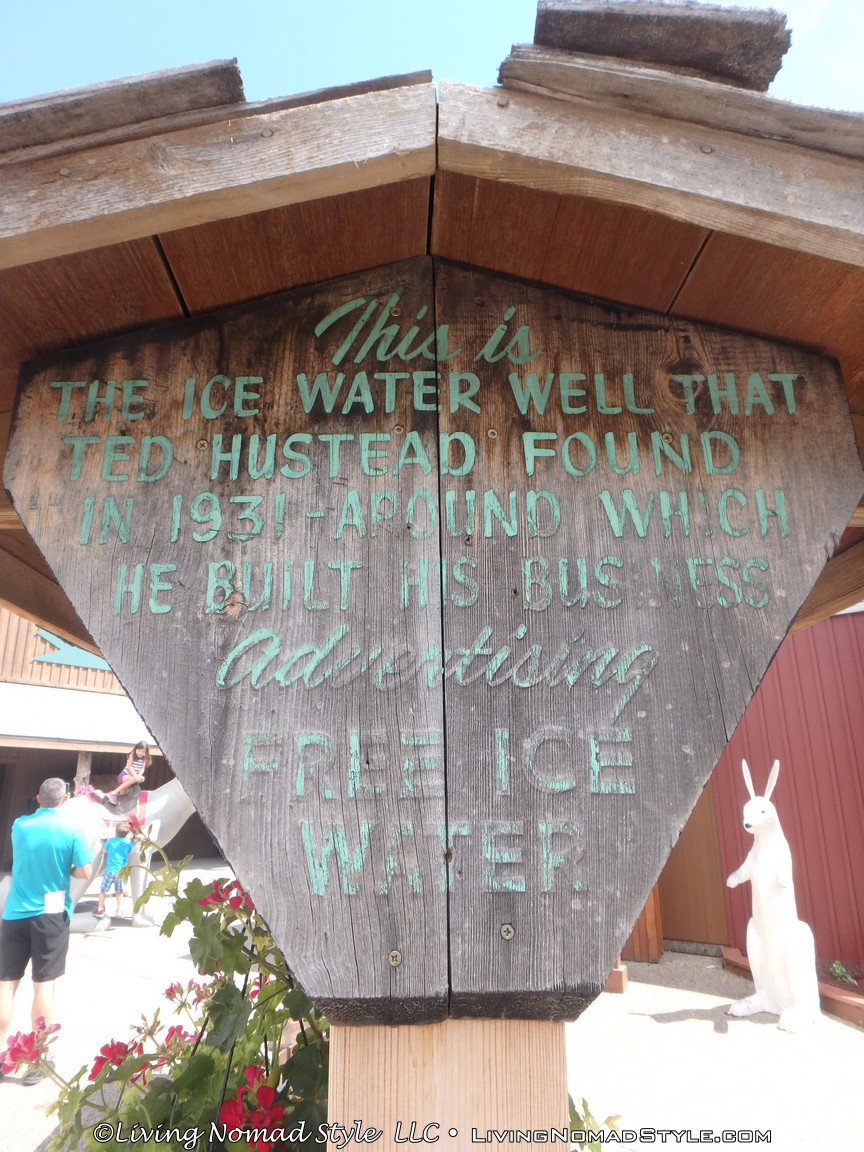 This is
THE ICE WATER WELL THAT
TED HUSTEAD FOUND
IN 1931 - AROUND WHICH
HE BUILT HIS BUSINESS
Advertising
FREE ICE
WATER
©Living Nomad Style LLC • LivingNomadStyle.com